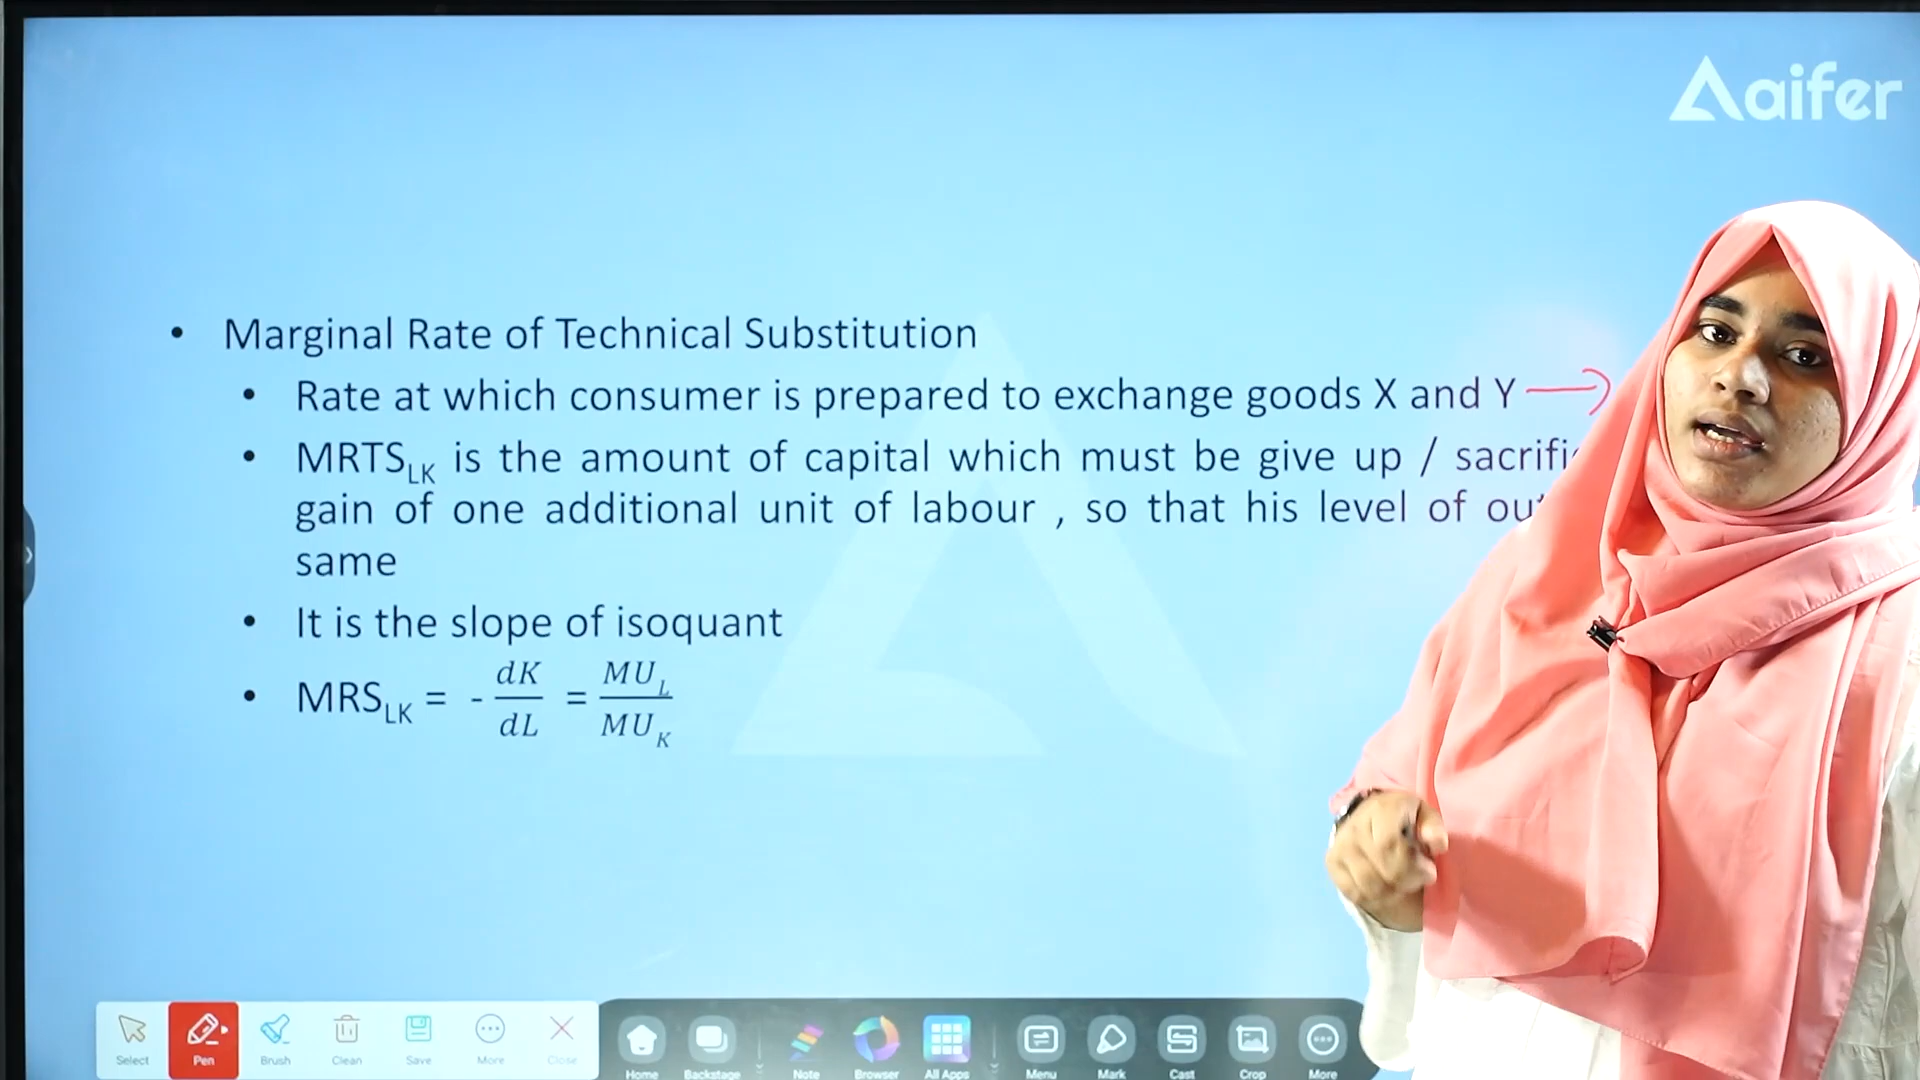 aifer
• Marginal Rate of Technical Substitution
• Rate at which consumer is prepared to exchange goods X and Y
• MRTS_LK is the amount of capital which must be give up /
gain of one additional unit of labour , so that his level of
same
• It is the slope of isoquant
• MRS_LK = - dK/dL = MU_L/MU_K
Select Pen Brush Clean Save More Close
Home Backstage Note Browser All Apps Menu Mark Cast Crop More